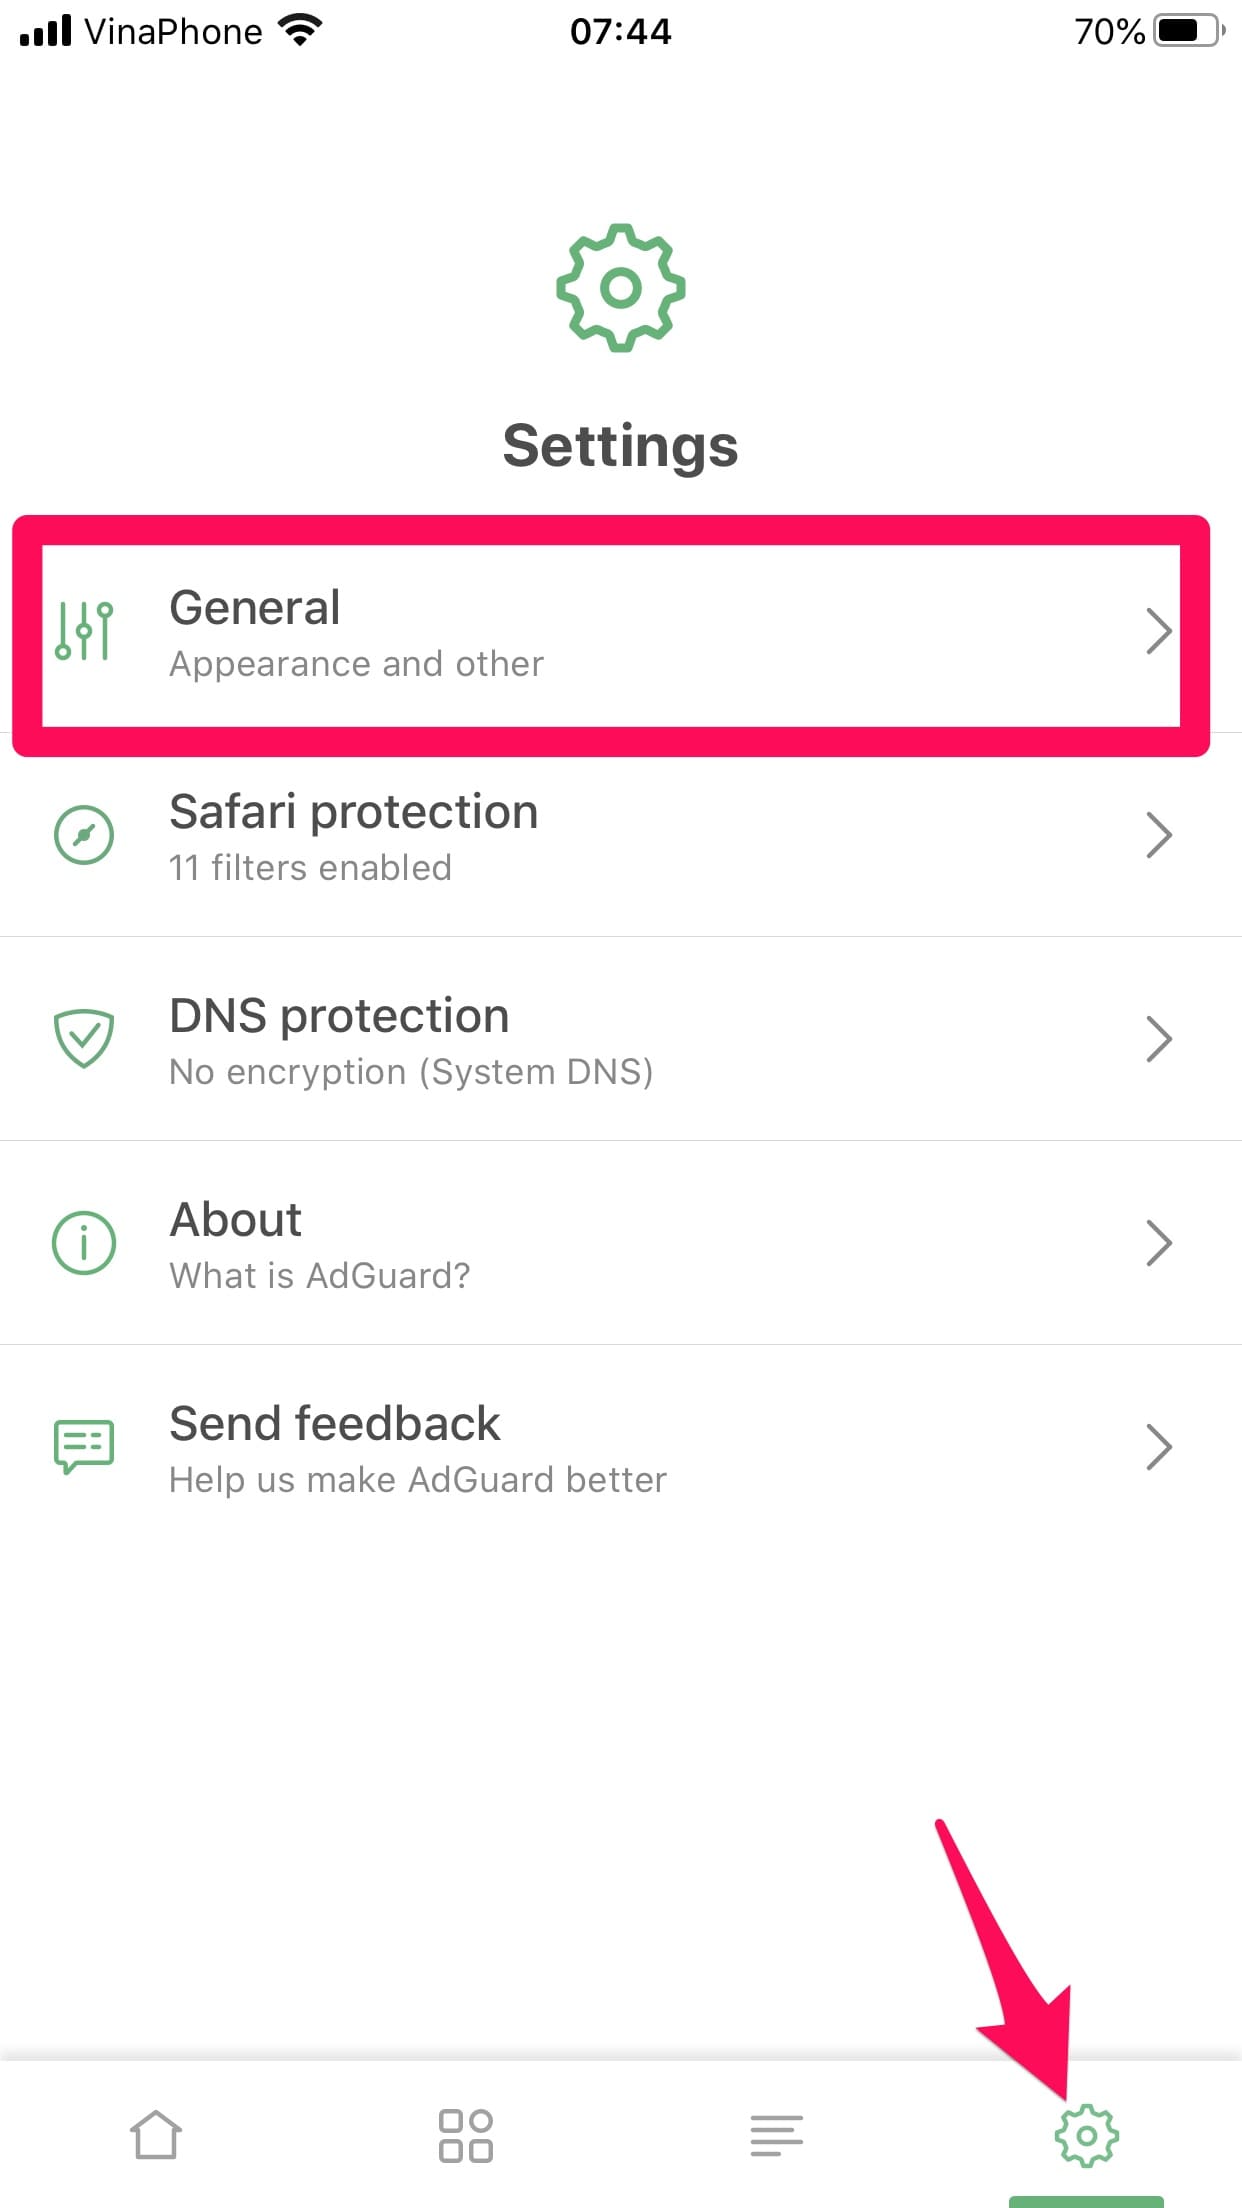 VinaPhone 07:44 70%
Settings
General
Appearance and other
Safari protection
11 filters enabled
DNS protection
No encryption (System DNS)
About
What is AdGuard?
Send feedback
Help us make AdGuard better